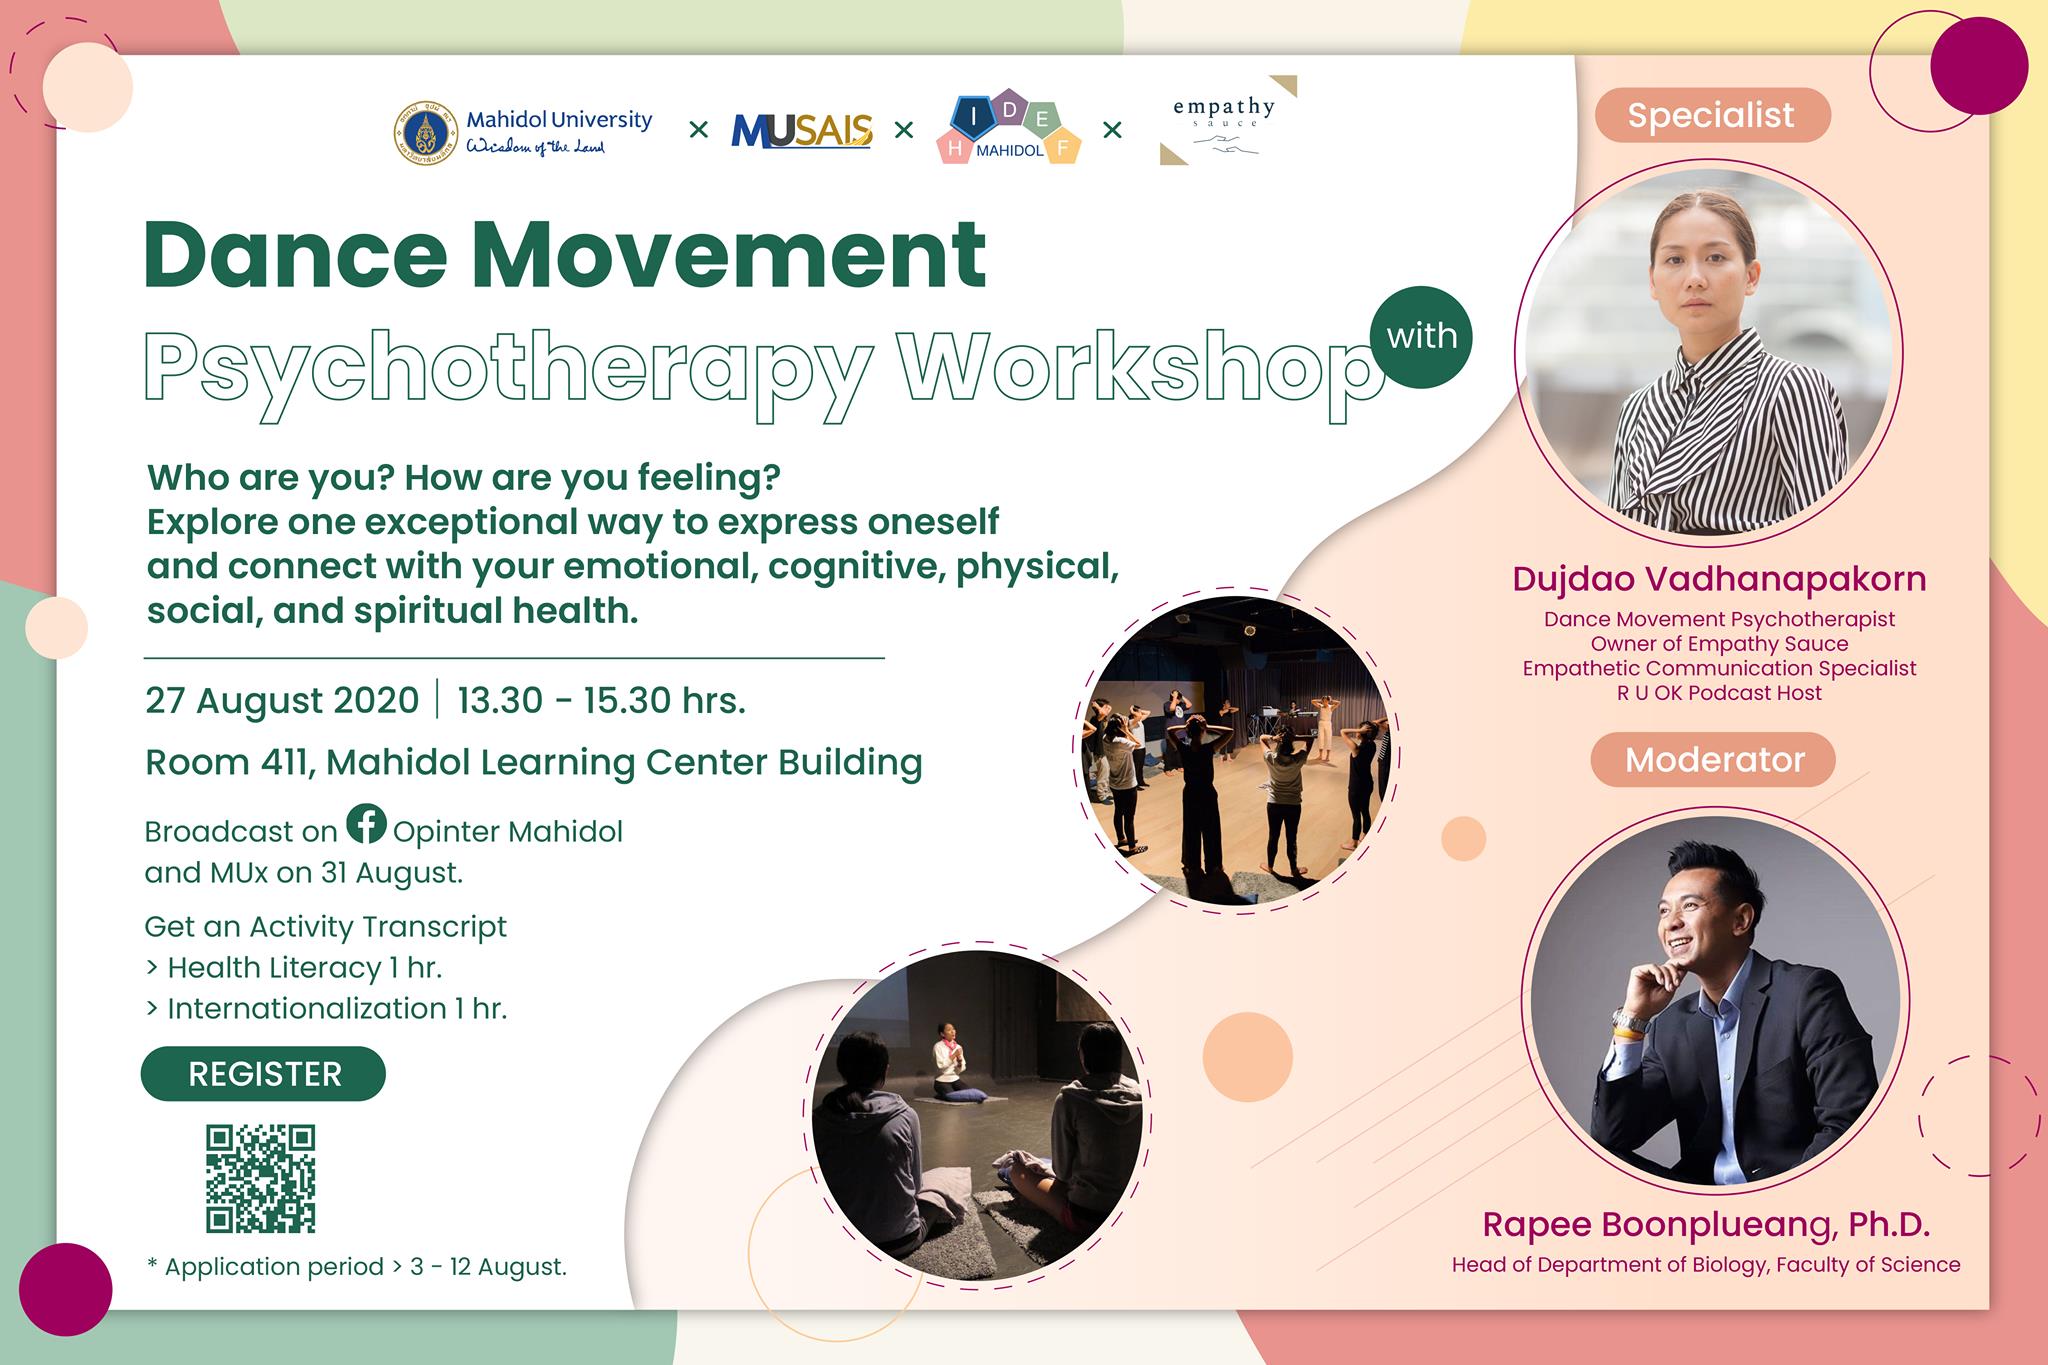 Mahidol University
Wisdom of the Land
×
MUSAIS
×
H I D E F
MAHIDOL
×
empathy
sauce
Dance Movement
Psychotherapy Workshop
with
Who are you? How are you feeling?
Explore one exceptional way to express oneself
and connect with your emotional, cognitive, physical,
social, and spiritual health.
27 August 2020 | 13.30 - 15.30 hrs.
Room 411, Mahidol Learning Center Building
Broadcast on Opinter Mahidol
and MUx on 31 August.
Get an Activity Transcript
> Health Literacy 1 hr.
> Internationalization 1 hr.
REGISTER
* Application period > 3 - 12 August.
Specialist
Dujdao Vadhanapakorn
Dance Movement Psychotherapist
Owner of Empathy Sauce
Empathetic Communication Specialist
R U OK Podcast Host
Moderator
Rapee Boonplueang, Ph.D.
Head of Department of Biology, Faculty of Science